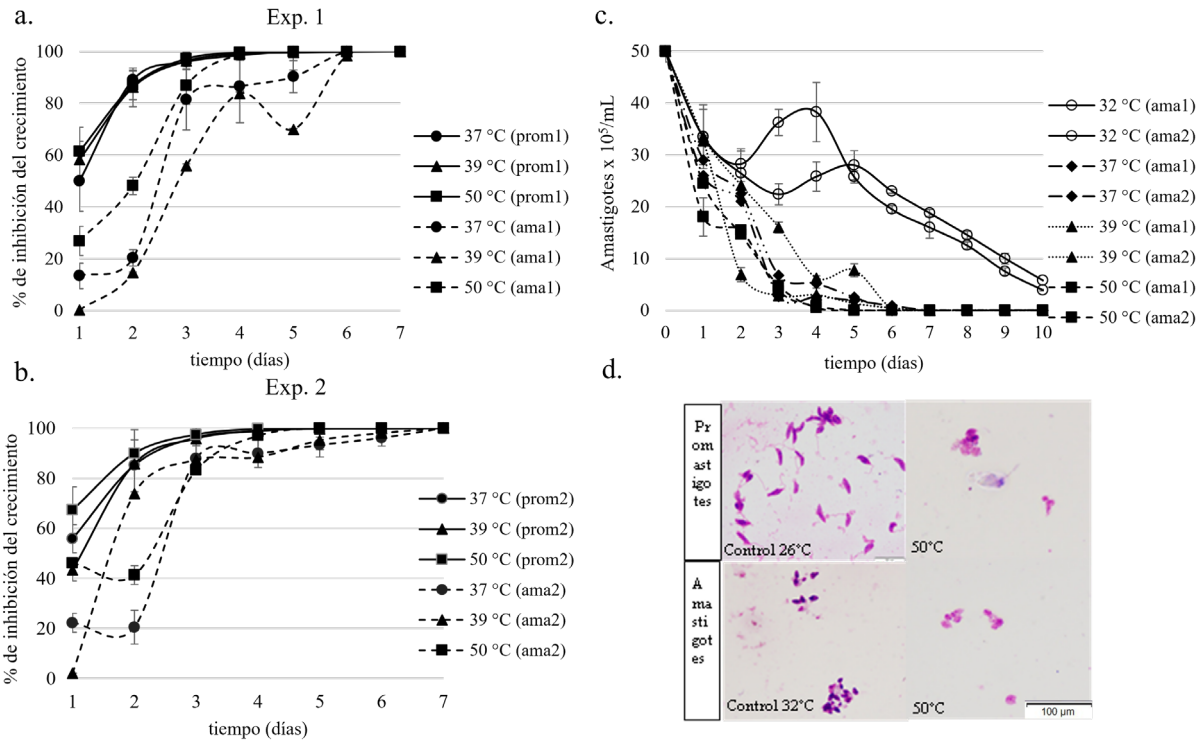 a.
Exp. 1
% de inhibición del crecimiento
100
80
60
40
20
0
1 2 3 4 5 6 7
tiempo (días)
37 °C (prom1)
39 °C (prom1)
50 °C (prom1)
37 °C (ama1)
39 °C (ama1)
50 °C (ama1)
b.
Exp. 2
% de inhibición del crecimiento
100
80
60
40
20
0
1 2 3 4 5 6 7
tiempo (días)
37 °C (prom2)
39 °C (prom2)
50 °C (prom2)
37 °C (ama2)
39 °C (ama2)
50 °C (ama2)
c.
Amastigotes x 10⁵/mL
50
40
30
20
10
0
0 1 2 3 4 5 6 7 8 9 10
tiempo (días)
32 °C (ama1)
32 °C (ama2)
37 °C (ama1)
37 °C (ama2)
39 °C (ama1)
39 °C (ama2)
50 °C (ama1)
50 °C (ama2)
d.
Pr
om
ast
igo
tes
Control 26°C
50°C
A
ma
sti
got
es
Control 32°C
50°C
100 µm